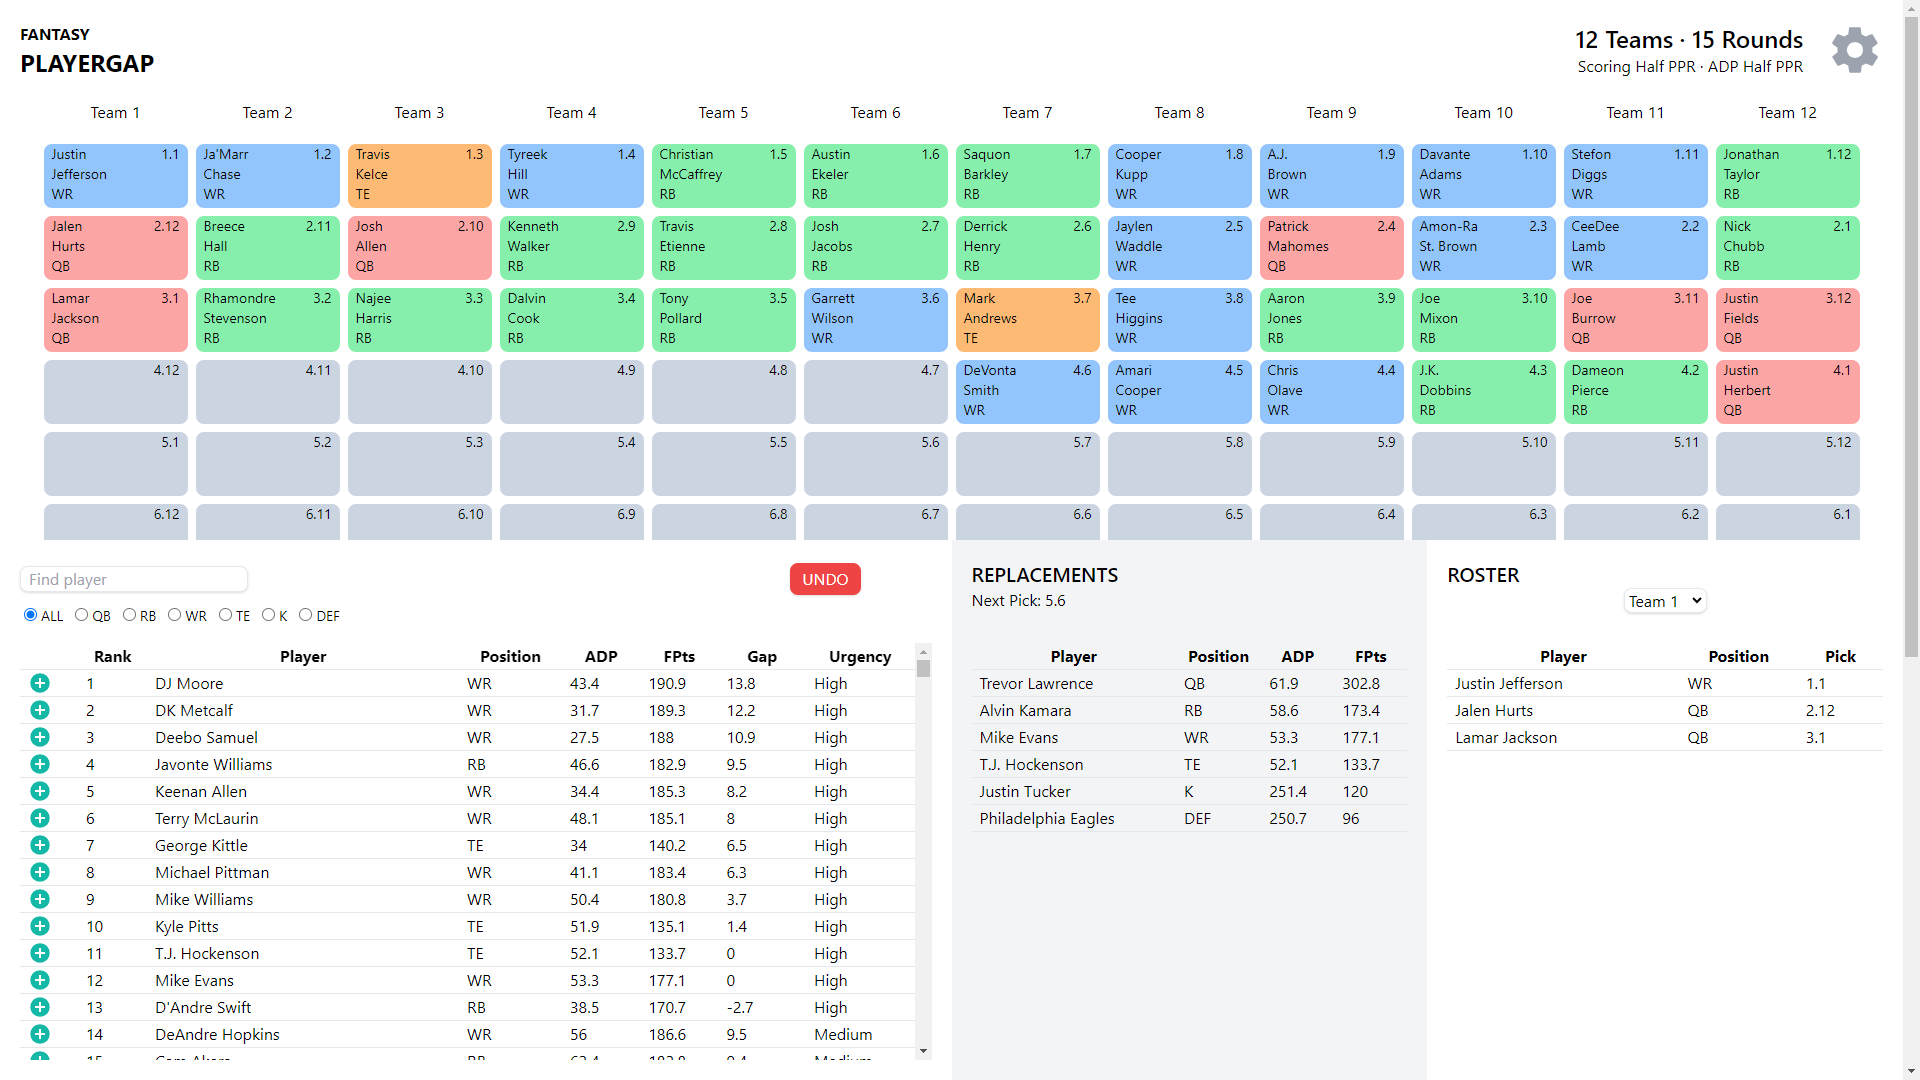 FANTASY
PLAYERGAP
12 Teams · 15 Rounds
Scoring Half PPR · ADP Half PPR
Team 1 Team 2 Team 3 Team 4 Team 5 Team 6 Team 7 Team 8 Team 9 Team 10 Team 11 Team 12
Justin 1.1 Ja'Marr 1.2 Travis 1.3 Tyreek 1.4 Christian 1.5 Austin 1.6 Saquon 1.7 Cooper 1.8 A.J. 1.9 Davante 1.10 Stefon 1.11 Jonathan 1.12
Jefferson Chase Kelce Hill McCaffrey Ekeler Barkley Kupp Brown Adams Diggs Taylor
WR WR TE WR RB RB RB WR WR WR WR RB
Jalen 2.12 Breece 2.11 Josh 2.10 Kenneth 2.9 Travis 2.8 Josh 2.7 Derrick 2.6 Jaylen 2.5 Patrick 2.4 Amon-Ra 2.3 CeeDee 2.2 Nick 2.1
Hurts Hall Allen Walker Etienne Jacobs Henry Waddle Mahomes St. Brown Lamb Chubb
QB RB QB RB RB RB RB WR QB WR WR RB
Lamar 3.1 Rhamondre 3.2 Najee 3.3 Dalvin 3.4 Tony 3.5 Garrett 3.6 Mark 3.7 Tee 3.8 Aaron 3.9 Joe 3.10 Joe 3.11 Justin 3.12
Jackson Stevenson Harris Cook Pollard Wilson Andrews Higgins Jones Mixon Burrow Fields
QB RB RB RB RB WR TE WR RB RB QB QB
4.12 4.11 4.10 4.9 4.8 4.7 DeVonta 4.6 Amari 4.5 Chris 4.4 J.K. 4.3 Dameon 4.2 Justin 4.1
Smith Cooper Olave Dobbins Pierce Herbert
WR WR WR RB RB QB
5.1 5.2 5.3 5.4 5.5 5.6 5.7 5.8 5.9 5.10 5.11 5.12
6.12 6.11 6.10 6.9 6.8 6.7 6.6 6.5 6.4 6.3 6.2 6.1
Find player
UNDO
ALL QB RB WR TE K DEF
Rank Player Position ADP FPts Gap Urgency
1 DJ Moore WR 43.4 190.9 13.8 High
2 DK Metcalf WR 31.7 189.3 12.2 High
3 Deebo Samuel WR 27.5 188 10.9 High
4 Javonte Williams RB 46.6 182.9 9.5 High
5 Keenan Allen WR 34.4 185.3 8.2 High
6 Terry McLaurin WR 48.1 185.1 8 High
7 George Kittle TE 34 140.2 6.5 High
8 Michael Pittman WR 41.1 183.4 6.3 High
9 Mike Williams WR 50.4 180.8 3.7 High
10 Kyle Pitts TE 51.9 135.1 1.4 High
11 T.J. Hockenson TE 52.1 133.7 0 High
12 Mike Evans WR 53.3 177.1 0 High
13 D'Andre Swift RB 38.5 170.7 -2.7 High
14 DeAndre Hopkins WR 56 186.6 9.5 Medium
REPLACEMENTS
Next Pick: 5.6
Player Position ADP FPts
Trevor Lawrence QB 61.9 302.8
Alvin Kamara RB 58.6 173.4
Mike Evans WR 53.3 177.1
T.J. Hockenson TE 52.1 133.7
Justin Tucker K 251.4 120
Philadelphia Eagles DEF 250.7 96
ROSTER
Team 1
Player Position Pick
Justin Jefferson WR 1.1
Jalen Hurts QB 2.12
Lamar Jackson QB 3.1